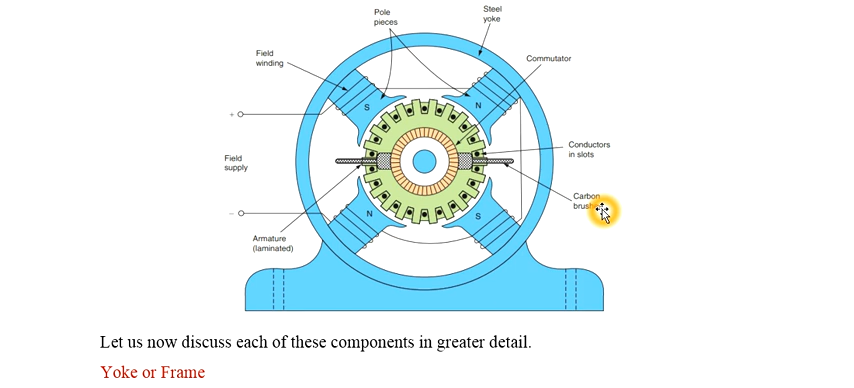 Steel
yoke
Pole
pieces
Field
winding
Commutator
S
N
+
Conductors
in slots
Field
supply
Carbon
–
N
S
Armature
(laminated)
Let us now discuss each of these components in greater detail.
Yoke or Frame